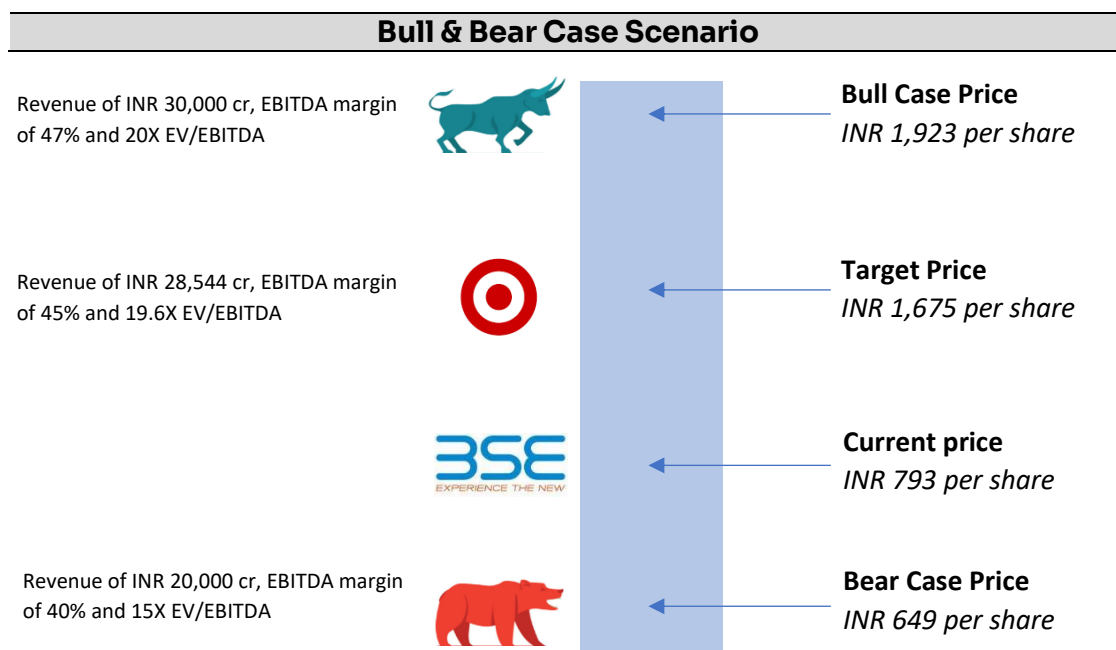 Bull & Bear Case Scenario
Revenue of INR 30,000 cr, EBITDA margin
of 47% and 20X EV/EBITDA
Bull Case Price
INR 1,923 per share
Revenue of INR 28,544 cr, EBITDA margin
of 45% and 19.6X EV/EBITDA
Target Price
INR 1,675 per share
BSE
EXPERIENCE THE NEW
Current price
INR 793 per share
Revenue of INR 20,000 cr, EBITDA margin
of 40% and 15X EV/EBITDA
Bear Case Price
INR 649 per share